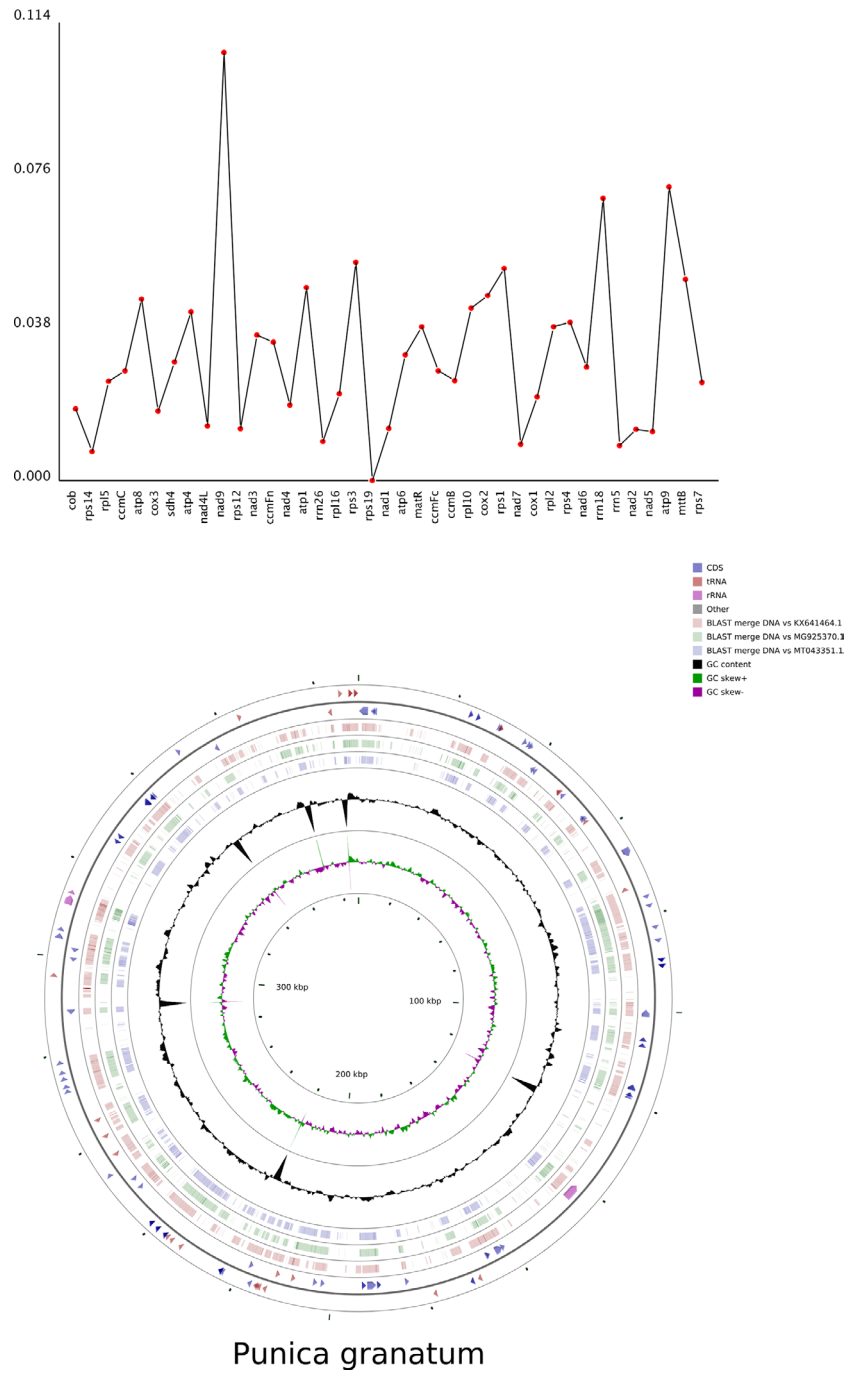 0.114
0.076
0.038
0.000
cob
rps14
rpl5
ccmC
atp8
cox3
sdh4
atp4
nad4L
nad9
rps12
nad3
ccmFn
nad4
atp1
rrn26
rpl16
rps3
rps19
nad1
atp6
matR
ccmFc
ccmB
rpl10
cox2
rps1
nad7
cox1
rpl2
rps4
nad6
rrn18
rrn5
nad2
nad5
atp9
mttB
rps7
CDS
tRNA
rRNA
Other
BLAST merge DNA vs KX641464.1
BLAST merge DNA vs MG925370.1
BLAST merge DNA vs MT043351.1
GC content
GC skew+
GC skew-
300 kbp
100 kbp
200 kbp
Punica granatum